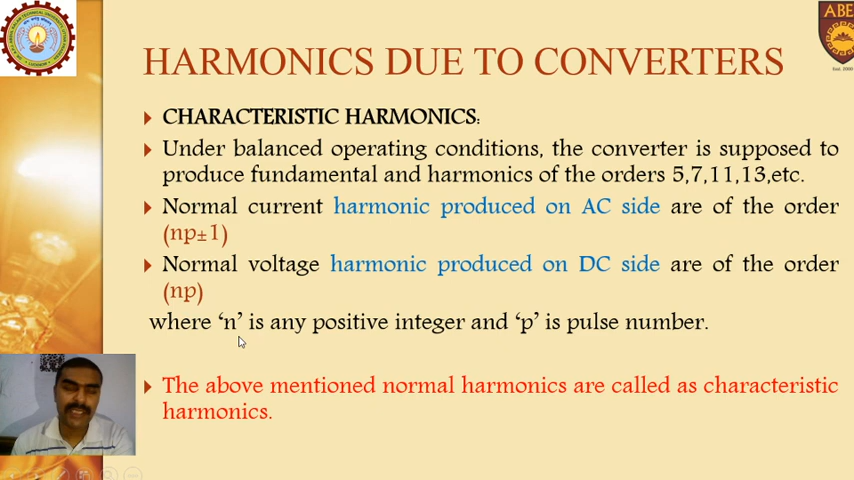 ABE
HARMONICS DUE TO CONVERTERS
CHARACTERISTIC HARMONICS:
Under balanced operating conditions, the converter is supposed to
produce fundamental and harmonics of the orders 5,7,11,13,etc.
Normal current harmonic produced on AC side are of the order
(np±1)
Normal voltage harmonic produced on DC side are of the order
(np)
where ‘n’ is any positive integer and ‘p’ is pulse number.
The above mentioned normal harmonics are called as characteristic
harmonics.